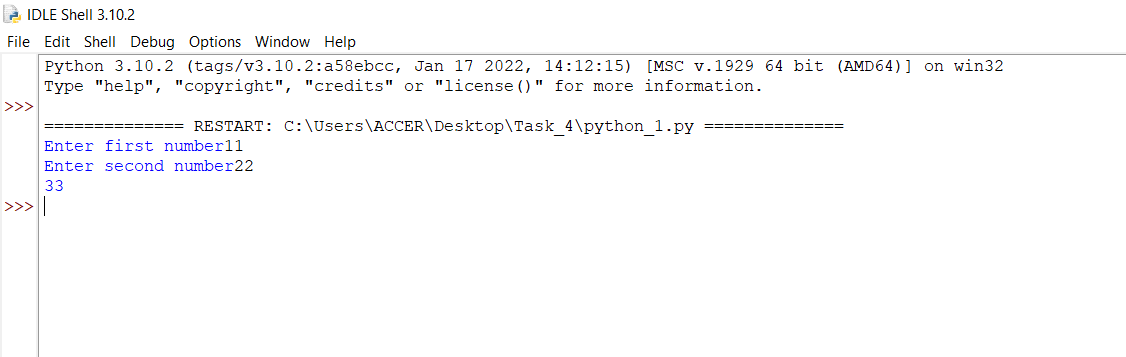 IDLE Shell 3.10.2
File Edit Shell Debug Options Window Help
Python 3.10.2 (tags/v3.10.2:a58ebcc, Jan 17 2022, 14:12:15) [MSC v.1929 64 bit (AMD64)] on win32
Type "help", "copyright", "credits" or "license()" for more information.
>>>
============== RESTART: C:\Users\ACCER\Desktop\Task_4\python_1.py ==============
Enter first number11
Enter second number22
33
>>>